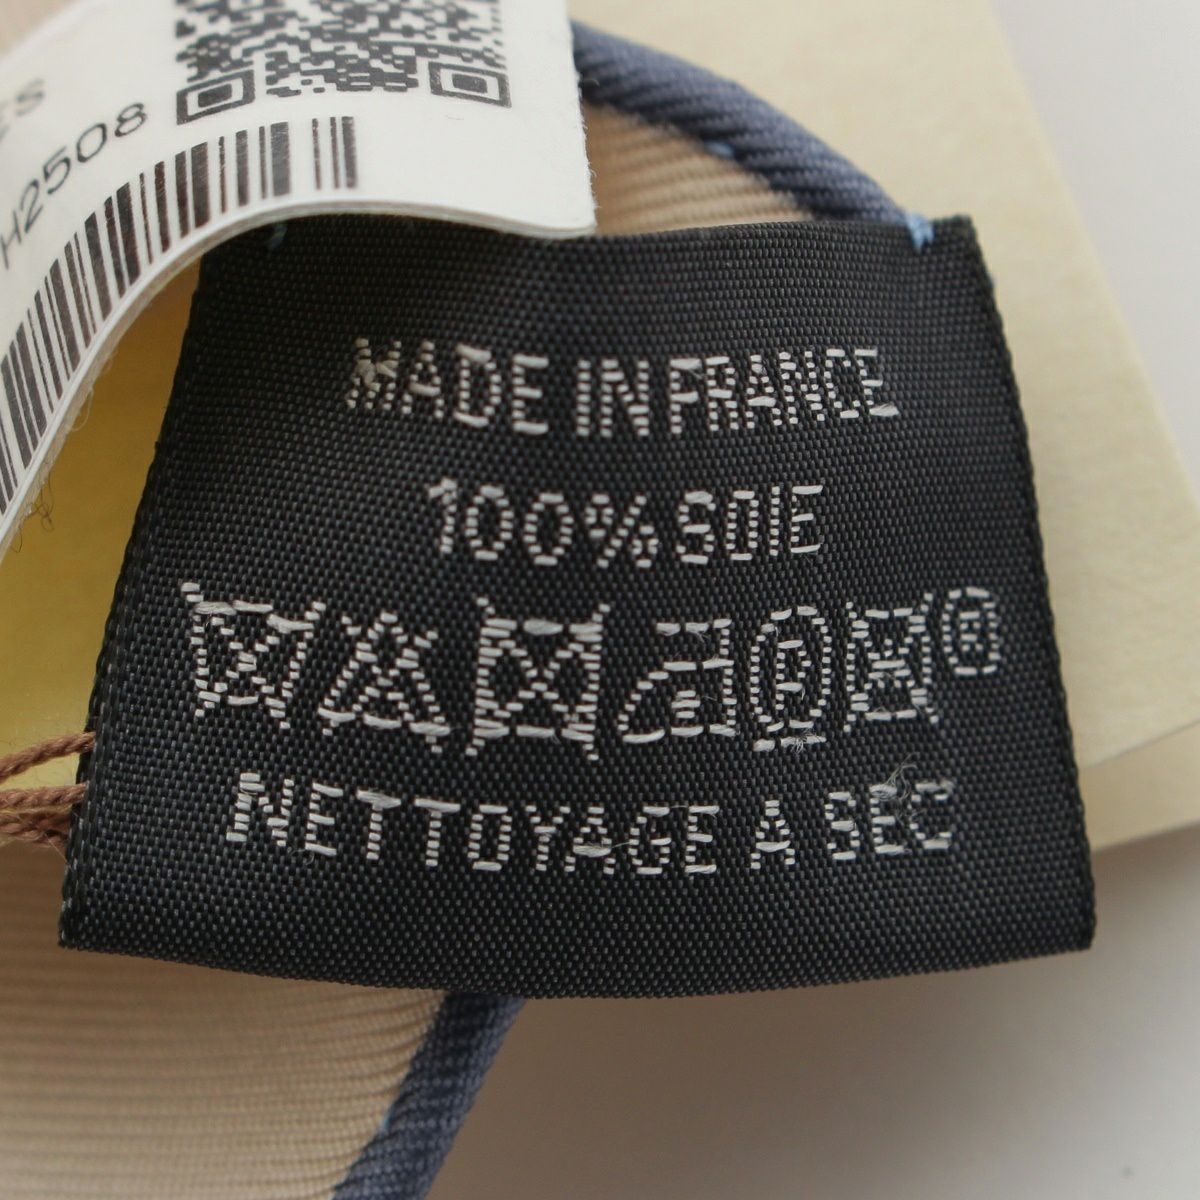 S
H2508
MADE IN FRANCE
100% SOIE
P
®
NETTOYAGE A SEC